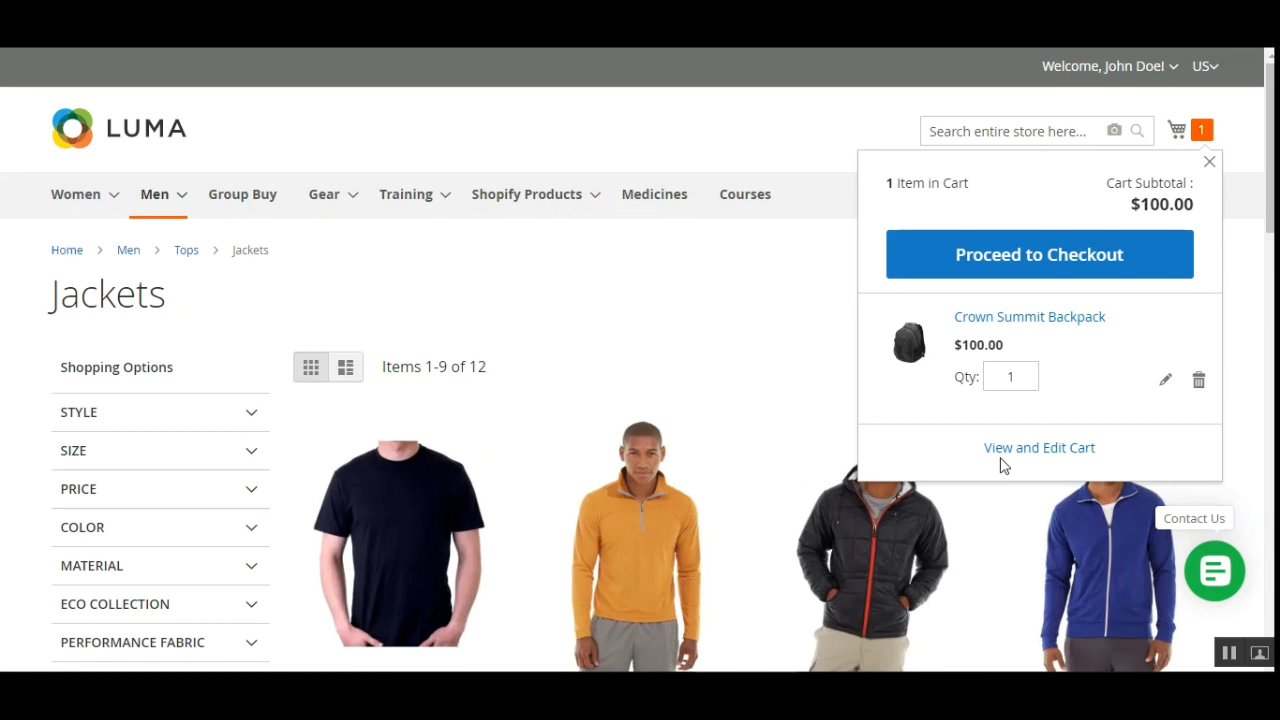 Welcome, John Doel
US
LUMA
Search entire store here...
1
Women
Men
Group Buy
Gear
Training
Shopify Products
Medicines
Courses
1 Item in Cart
Cart Subtotal :
$100.00
Proceed to Checkout
Crown Summit Backpack
$100.00
Qty: 1
View and Edit Cart
Home
Men
Tops
Jackets
Jackets
Shopping Options
Items 1-9 of 12
STYLE
SIZE
PRICE
COLOR
MATERIAL
ECO COLLECTION
PERFORMANCE FABRIC
Contact Us